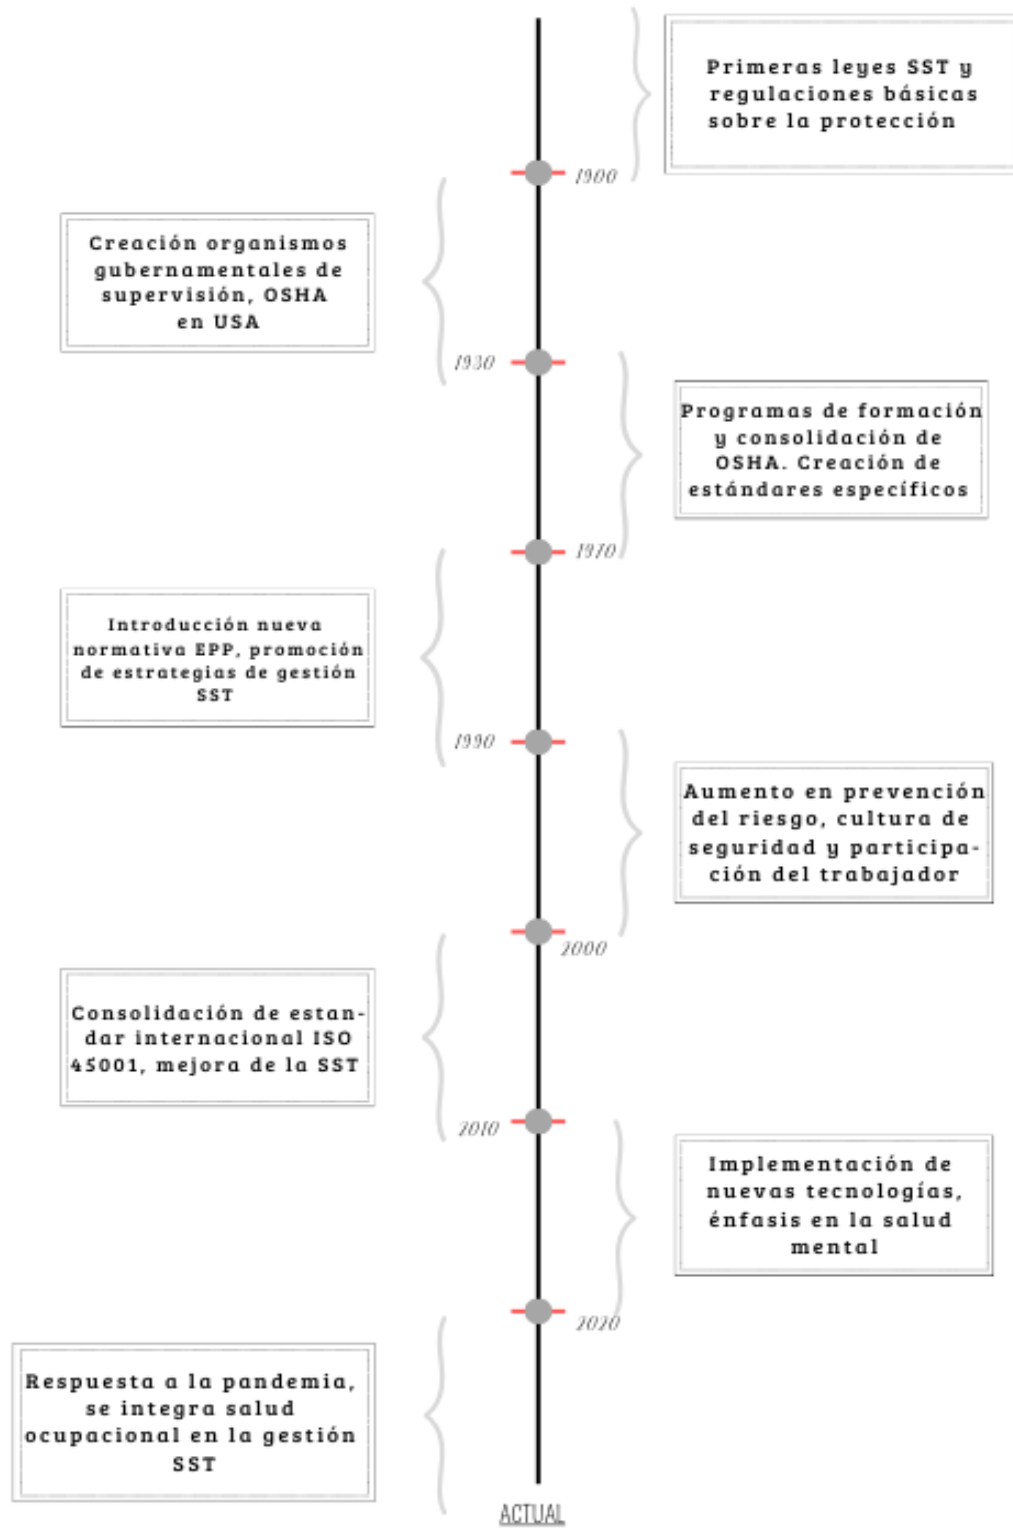 Primeras leyes SST y
regulaciones básicas
sobre la protección
1900
Creación organismos
gubernamentales de
supervisión, OSHA
en USA
1930
Programas de formación
y consolidación de
OSHA. Creación de
estándares específicos
1970
Introducción nueva
normativa EPP, promoción
de estrategias de gestión
SST
1990
Aumento en prevención
del riesgo, cultura de
seguridad y participa-
ción del trabajador
2000
Consolidación de estan-
dar internacional ISO
45001, mejora de la SST
2010
Implementación de
nuevas tecnologías,
énfasis en la salud
mental
2020
Respuesta a la pandemia,
se integra salud
ocupacional en la gestión
SST
ACTUAL